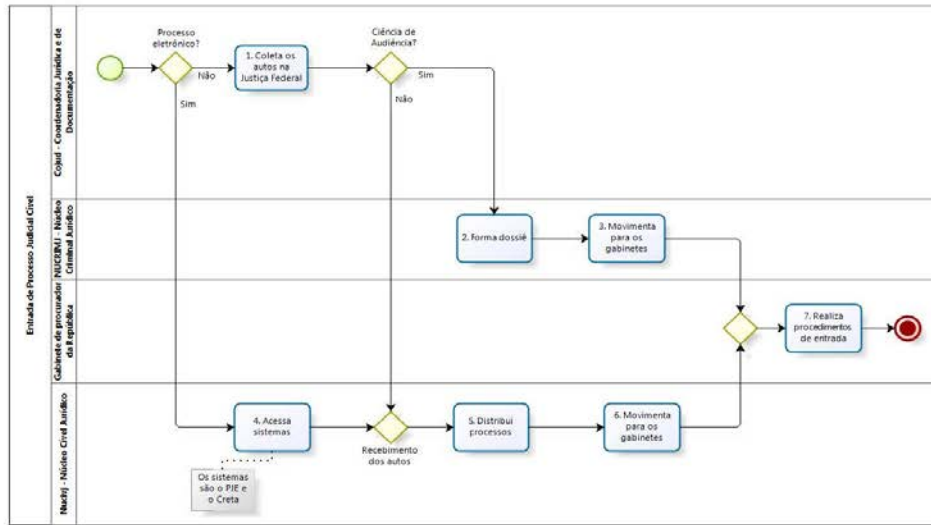 Entrada de Processo Judicial Cível
Cojud - Coordenadoria Jurídica e de
Documentação
Processo
eletrônico?
Não
Sim
1. Coleta os
autos na
Justiça Federal
Ciência de
Audiência?
Sim
Não
NUCRIMJ - Núcleo
Criminal Jurídico
2. Forma dossiê
3. Movimenta
para os
gabinetes
Gabinete de procurador
da República
7. Realiza
procedimentos
de entrada
Nucivj - Núcleo Cível Jurídico
4. Acessa
sistemas
Os sistemas
são o PJE e
o Creta
Recebimento
dos autos
5. Distribui
processos
6. Movimenta
para os
gabinetes